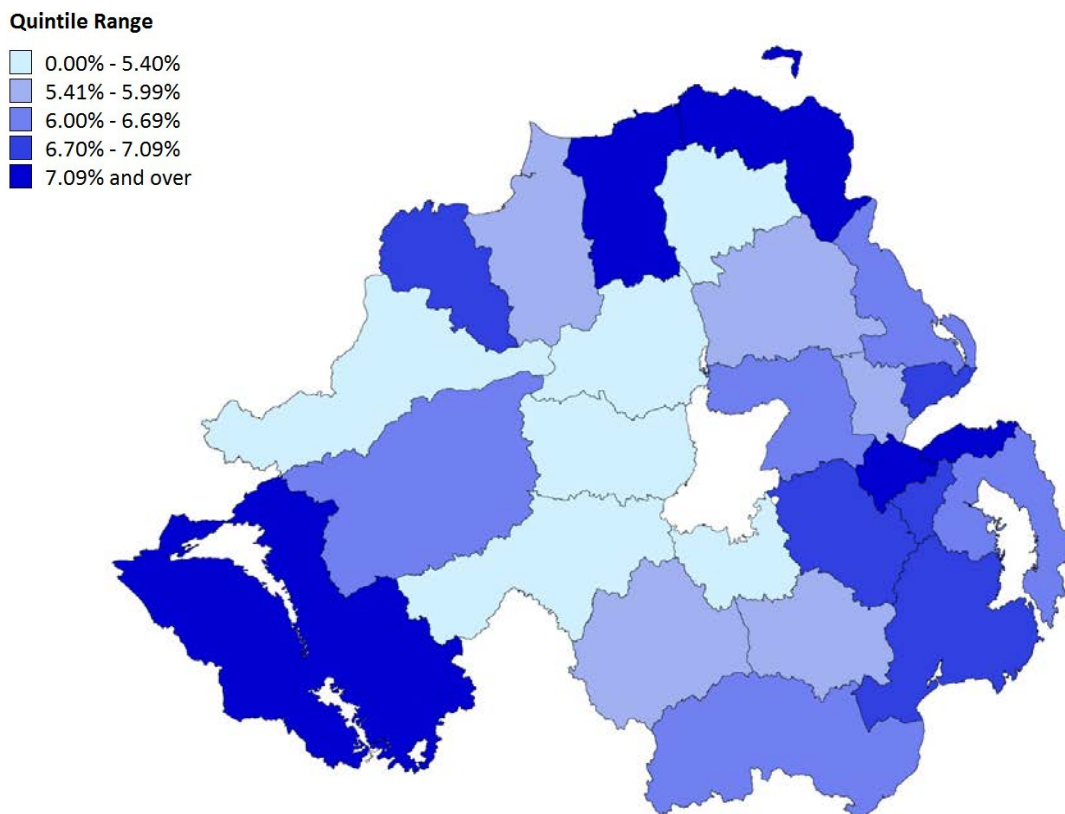 Quintile Range
0.00% - 5.40%
5.41% - 5.99%
6.00% - 6.69%
6.70% - 7.09%
7.09% and over